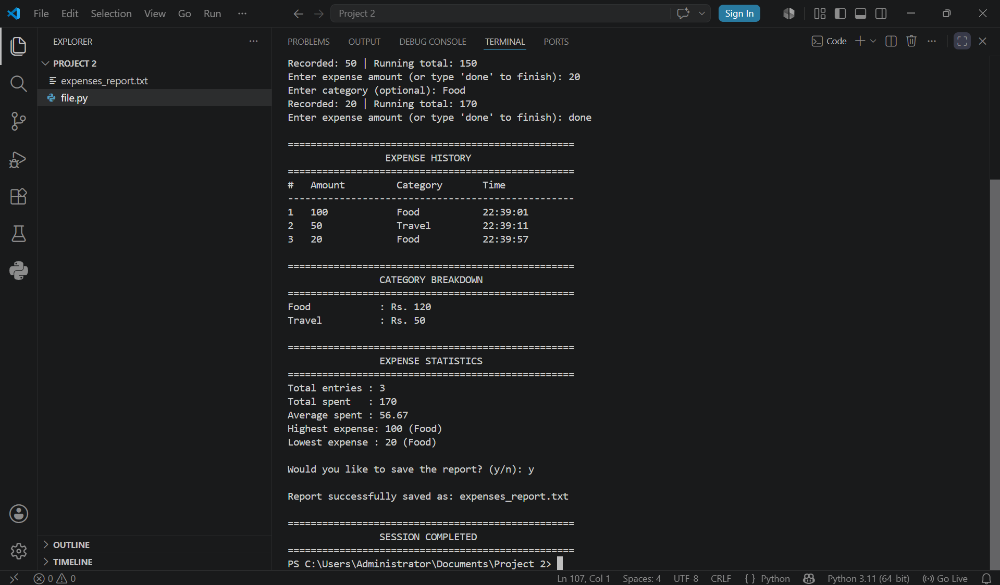 File Edit Selection View Go Run ···
Project 2
Sign In
EXPLORER
PROJECT 2
expenses_report.txt
file.py
OUTLINE
TIMELINE
PROBLEMS OUTPUT DEBUG CONSOLE TERMINAL PORTS
Code
Recorded: 50 | Running total: 150
Enter expense amount (or type 'done' to finish): 20
Enter category (optional): Food
Recorded: 20 | Running total: 170
Enter expense amount (or type 'done' to finish): done
==================================================
EXPENSE HISTORY
==================================================
#   Amount         Category       Time
--------------------------------------------------
1   100            Food           22:39:01
2   50             Travel         22:39:11
3   20             Food           22:39:57
==================================================
CATEGORY BREAKDOWN
==================================================
Food            : Rs. 120
Travel          : Rs. 50
==================================================
EXPENSE STATISTICS
==================================================
Total entries : 3
Total spent   : 170
Average spent : 56.67
Highest expense: 100 (Food)
Lowest expense : 20 (Food)
Would you like to save the report? (y/n): y
Report successfully saved as: expenses_report.txt
==================================================
SESSION COMPLETED
==================================================
PS C:\Users\Administrator\Documents\Project 2>
0 0 Ln 107, Col 1 Spaces: 4 UTF-8 CRLF { } Python Python 3.11 (64-bit) Go Live